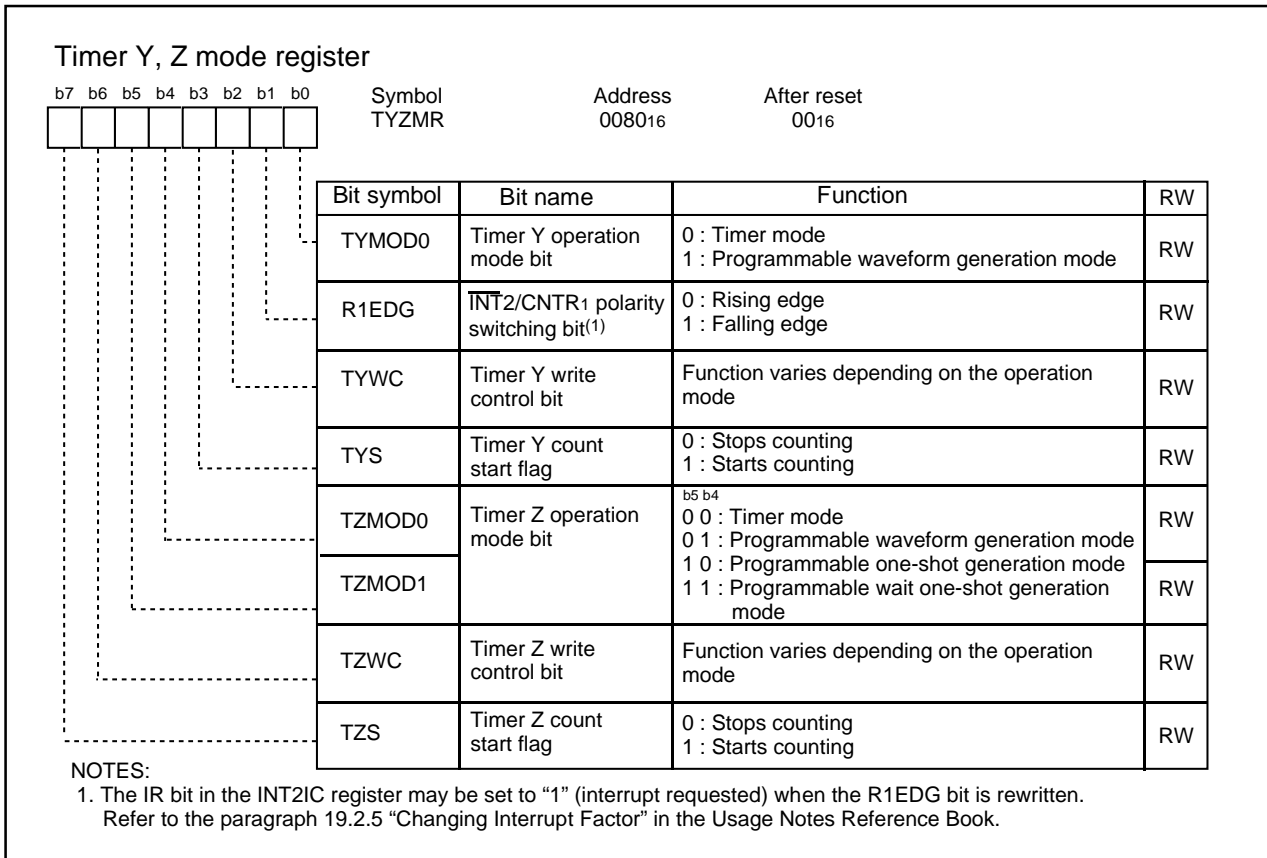 Timer Y, Z mode register
b7 b6 b5 b4 b3 b2 b1 b0
Symbol Address After reset
TYZMR 008016 0016
Bit symbol Bit name Function RW
TYMOD0 Timer Y operation mode bit 0 : Timer mode RW
1 : Programmable waveform generation mode
R1EDG INT2/CNTR1 polarity switching bit(1) 0 : Rising edge RW
1 : Falling edge
TYWC Timer Y write control bit Function varies depending on the operation mode RW
TYS Timer Y count start flag 0 : Stops counting RW
1 : Starts counting
TZMOD0 Timer Z operation mode bit b5 b4 RW
0 0 : Timer mode
0 1 : Programmable waveform generation mode
1 0 : Programmable one-shot generation mode
TZMOD1 1 1 : Programmable wait one-shot generation mode RW
TZWC Timer Z write control bit Function varies depending on the operation mode RW
TZS Timer Z count start flag 0 : Stops counting RW
1 : Starts counting
NOTES:
1. The IR bit in the INT2IC register may be set to “1” (interrupt requested) when the R1EDG bit is rewritten.
Refer to the paragraph 19.2.5 “Changing Interrupt Factor” in the Usage Notes Reference Book.